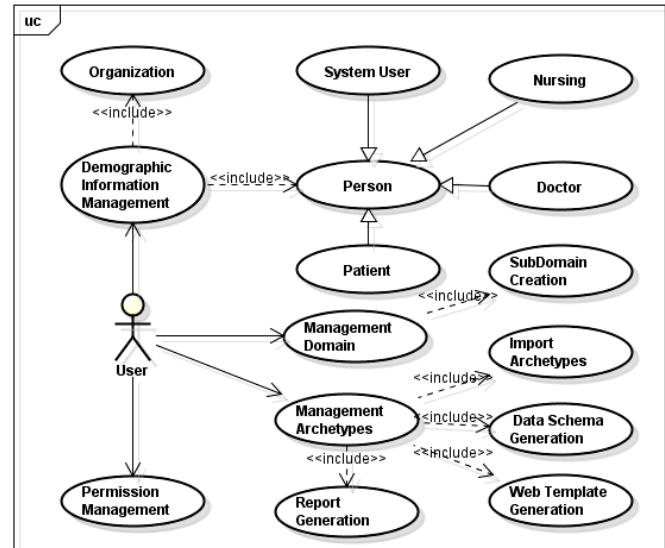 uc
Organization
System User
Nursing
<<include>>
Demographic
Information
Management
<<include>>
Person
Doctor
Patient
SubDomain
Creation
<<include>>
User
Management
Domain
Import
Archetypes
<<include>>
Management
Archetypes
<<include>>
Data Schema
Generation
<<include>>
<<include>>
Permission
Management
Report
Generation
Web Template
Generation